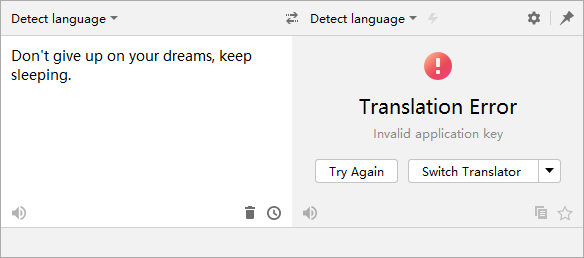 Detect language
Detect language
Don't give up on your dreams, keep
sleeping.
Translation Error
Invalid application key
Try Again
Switch Translator